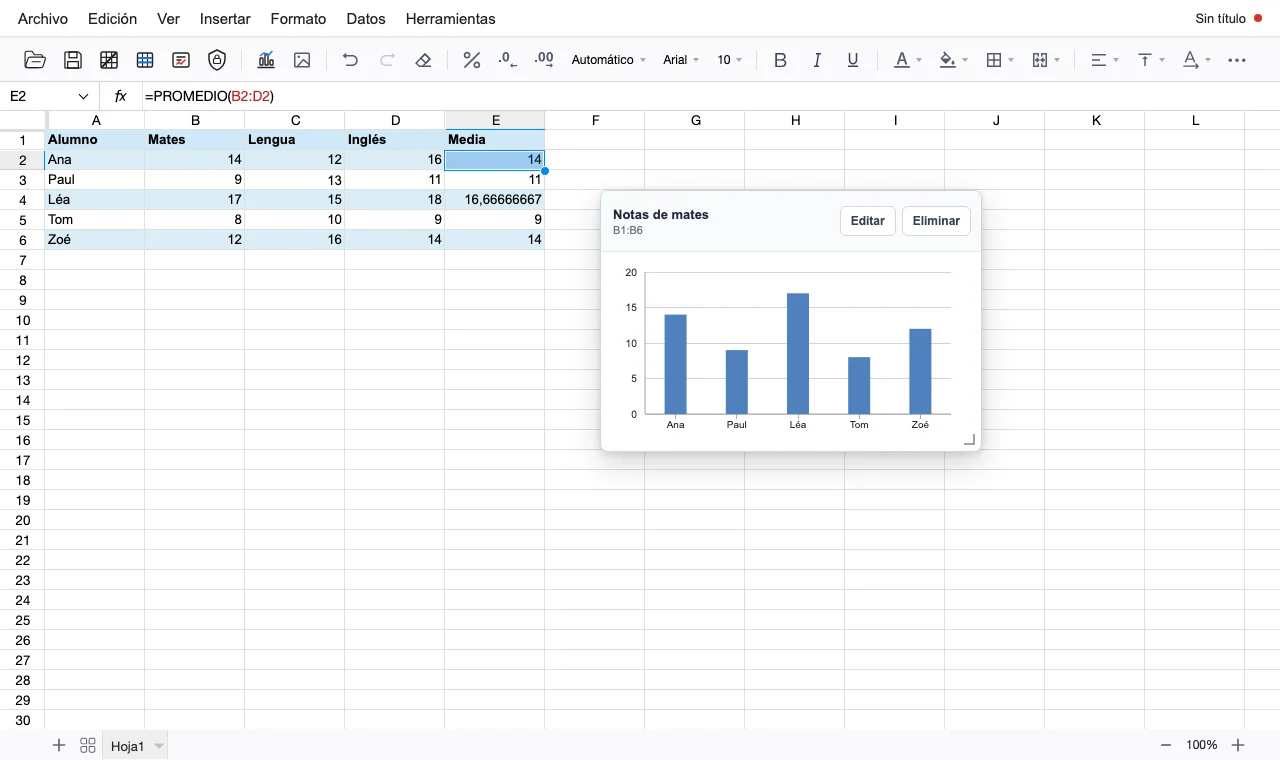 Archivo Edición Ver Insertar Formato Datos Herramientas Sin título
% .0 .00 Automático Arial 10 B I U A A
E2 fx =PROMEDIO(B2:D2)
A B C D E F G H I J K L
1 Alumno Mates Lengua Inglés Media
2 Ana 14 12 16 14
3 Paul 9 13 11 11
4 Léa 17 15 18 16,66666667
5 Tom 8 10 9 9
6 Zoé 12 16 14 14
7
8
9
10
11
12
13
14
15
16
17
18
19
20
21
22
23
24
25
26
27
28
29
30
Notas de mates Editar Eliminar
B1:B6
20
15
10
5
0
Ana Paul Léa Tom Zoé
Hoja1 100%